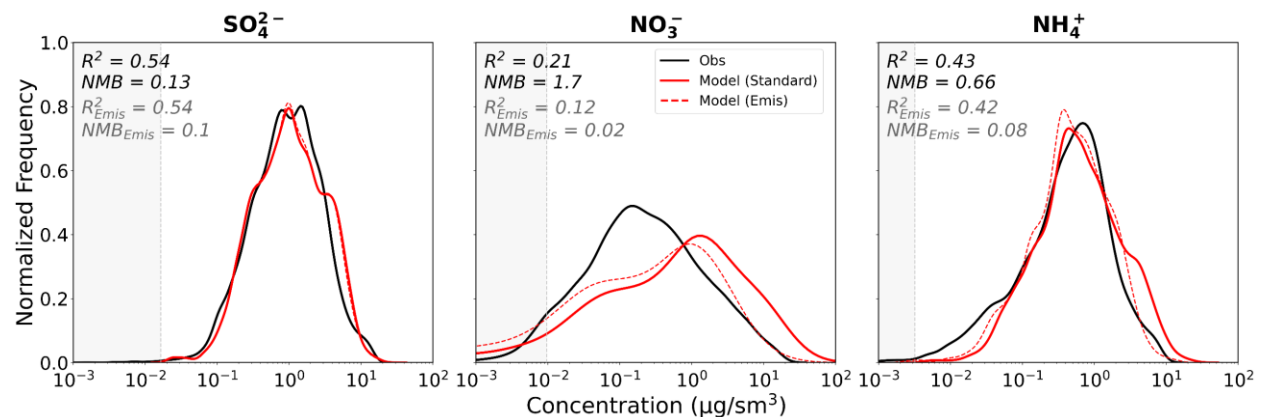 SO₄²⁻
NO₃⁻
NH₄⁺
Normalized Frequency
1.0
0.8
0.6
0.4
0.2
0.0
R² = 0.54
NMB = 0.13
R²Emis = 0.54
NMBEmis = 0.1
10⁻³ 10⁻² 10⁻¹ 10⁰ 10¹ 10²
R² = 0.21
NMB = 1.7
R²Emis = 0.12
NMBEmis = 0.02
Obs
Model (Standard)
Model (Emis)
10⁻³ 10⁻² 10⁻¹ 10⁰ 10¹ 10²
R² = 0.43
NMB = 0.66
R²Emis = 0.42
NMBEmis = 0.08
10⁻³ 10⁻² 10⁻¹ 10⁰ 10¹ 10²
Concentration (μg/sm³)